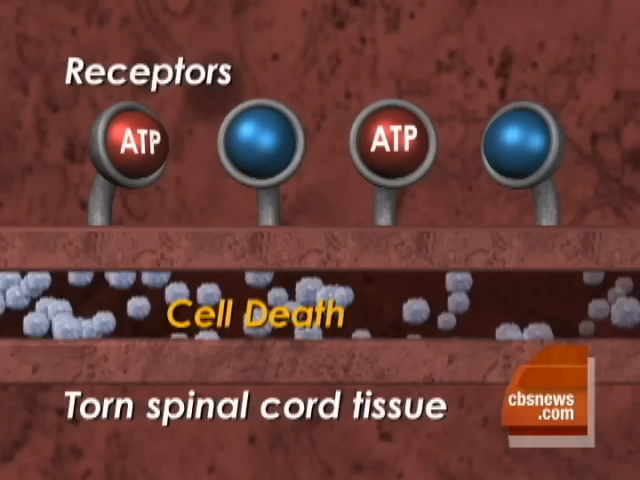 Receptors
ATP
ATP
Cell Death
Torn spinal cord tissue
cbsnews
.com